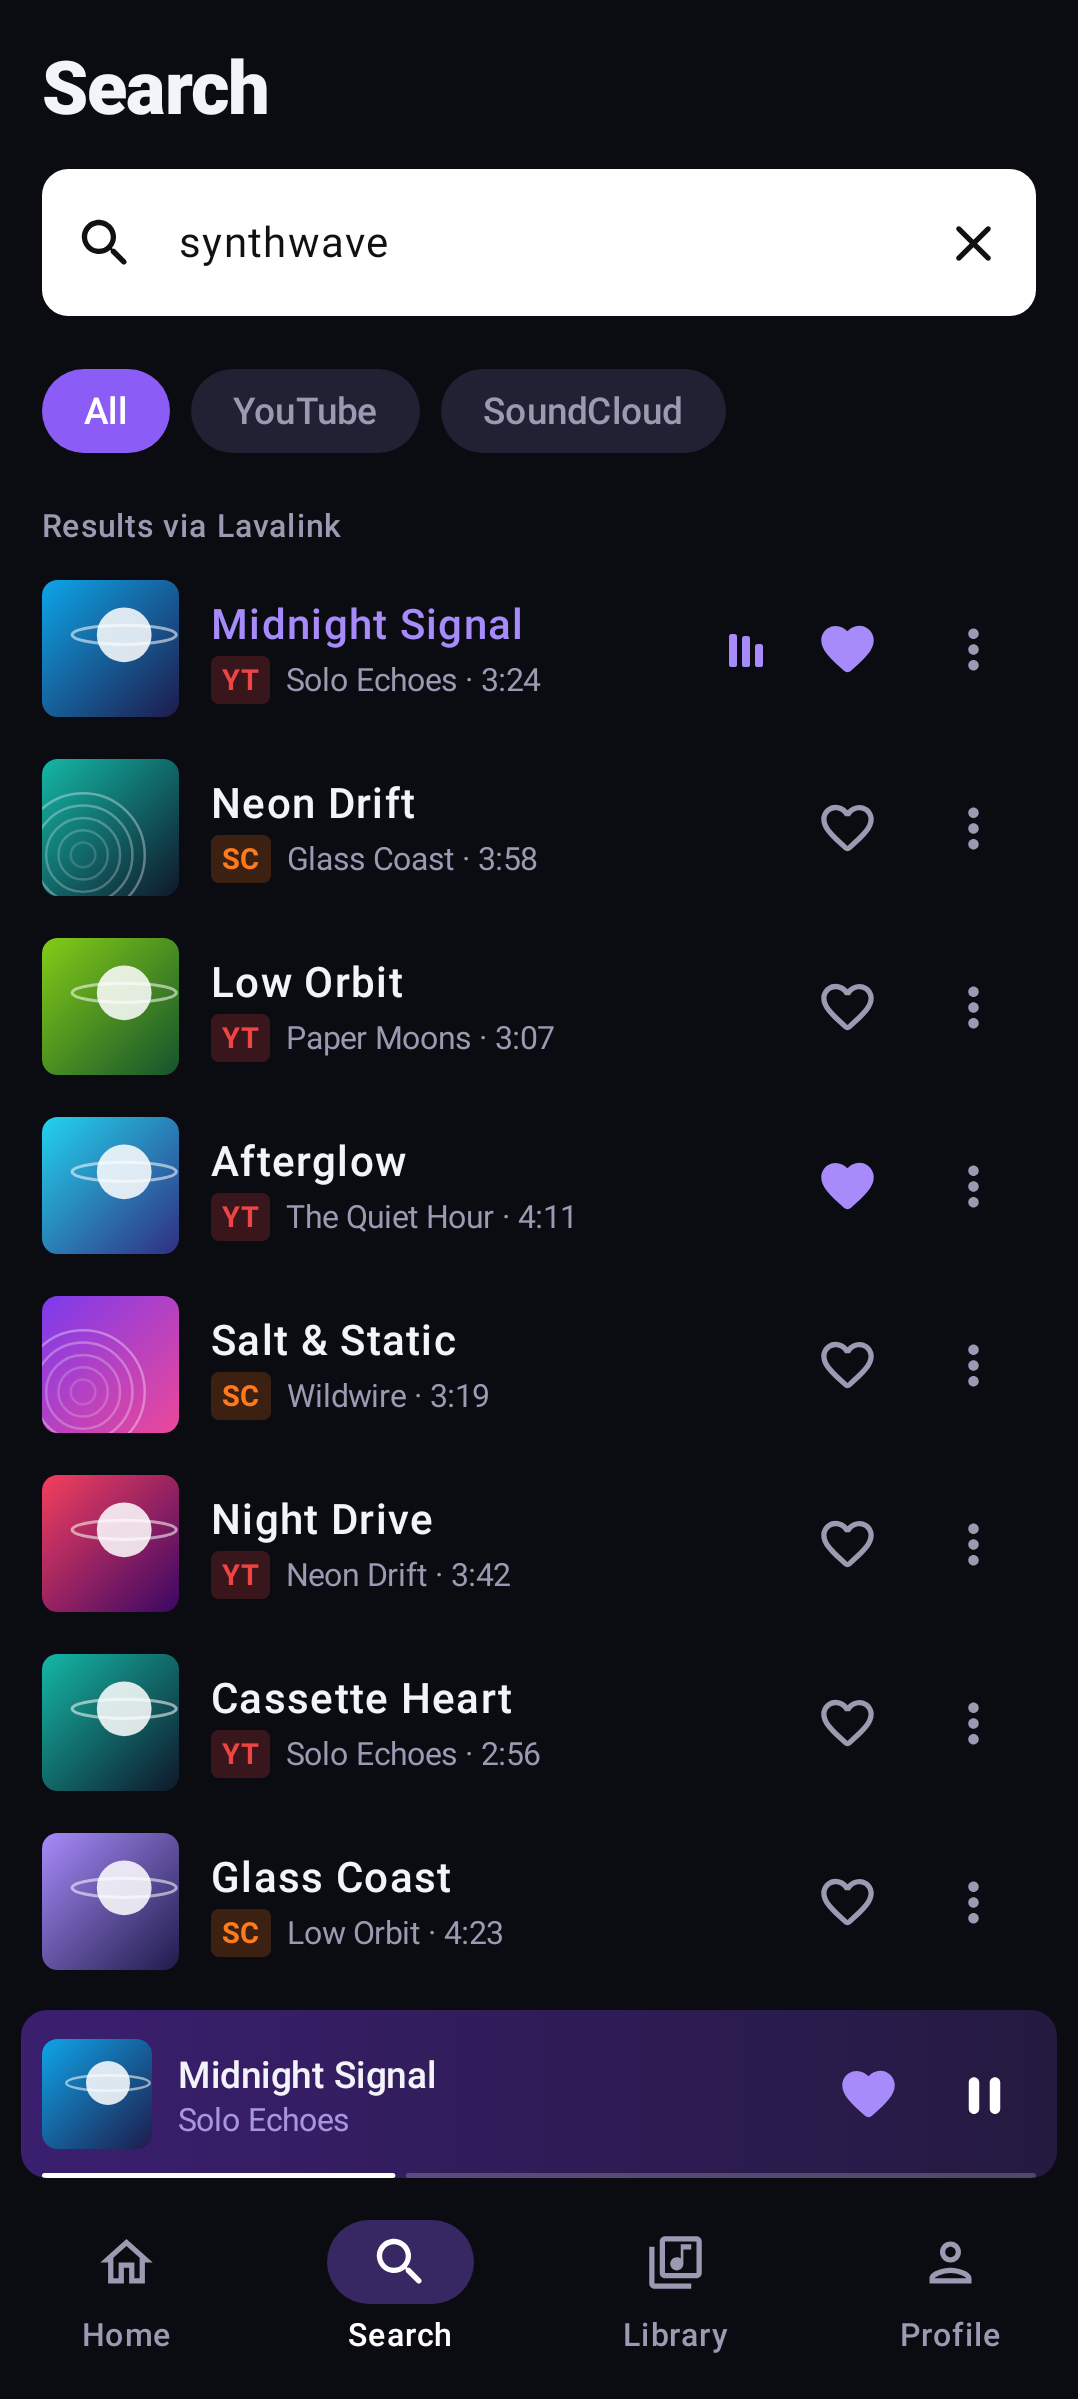 Search
synthwave
All YouTube SoundCloud
Results via Lavalink
Midnight Signal
YT Solo Echoes · 3:24
Neon Drift
SC Glass Coast · 3:58
Low Orbit
YT Paper Moons · 3:07
Afterglow
YT The Quiet Hour · 4:11
Salt & Static
SC Wildwire · 3:19
Night Drive
YT Neon Drift · 3:42
Cassette Heart
YT Solo Echoes · 2:56
Glass Coast
SC Low Orbit · 4:23
Midnight Signal
Solo Echoes
Home Search Library Profile